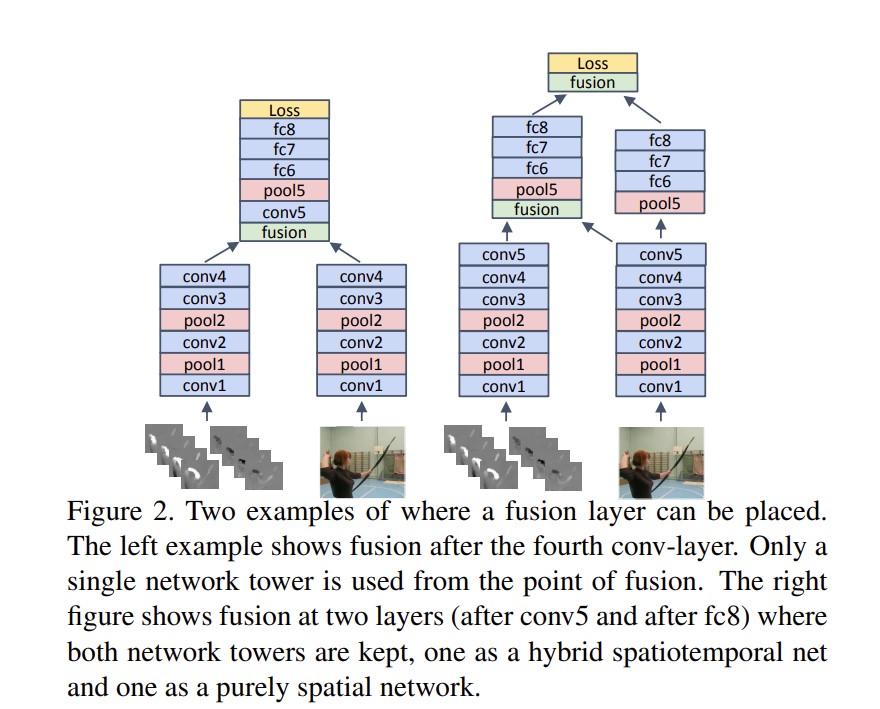 Loss
fusion
Loss
fc8
fc7
fc6
pool5
conv5
fusion
fc8
fc7
fc6
pool5
fusion
fc8
fc7
fc6
pool5
conv4
conv3
pool2
conv2
pool1
conv1
conv4
conv3
pool2
conv2
pool1
conv1
conv5
conv4
conv3
pool2
conv2
pool1
conv1
conv5
conv4
conv3
pool2
conv2
pool1
conv1
Figure 2. Two examples of where a fusion layer can be placed.
The left example shows fusion after the fourth conv-layer. Only a
single network tower is used from the point of fusion. The right
figure shows fusion at two layers (after conv5 and after fc8) where
both network towers are kept, one as a hybrid spatiotemporal net
and one as a purely spatial network.